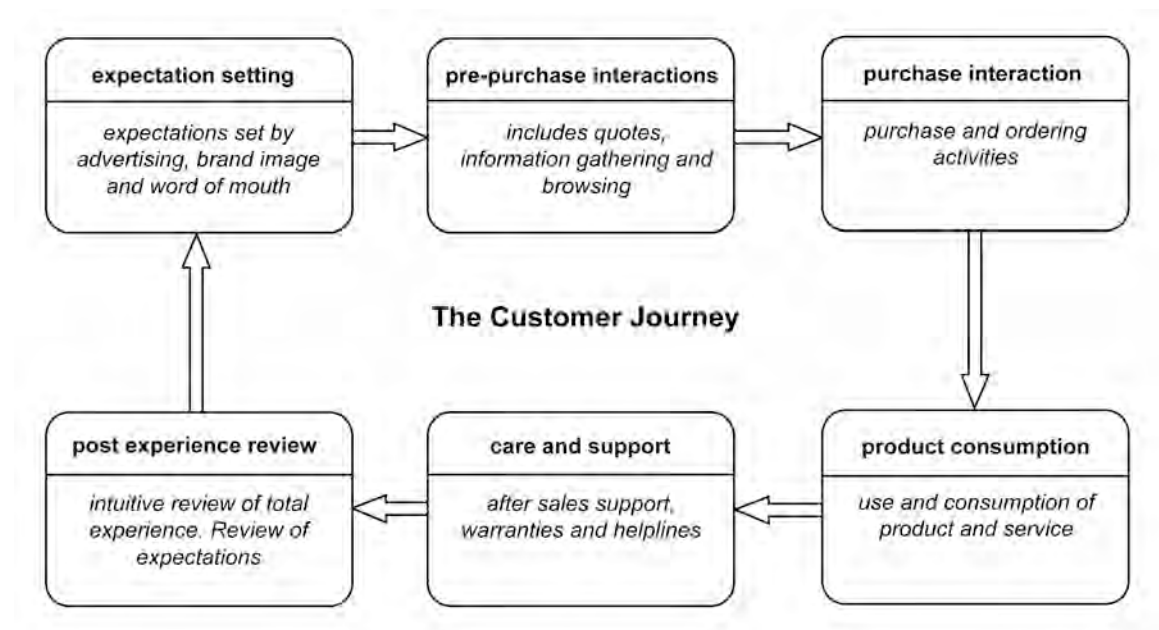 expectation setting
expectations set by
advertising, brand image
and word of mouth
pre-purchase interactions
includes quotes,
information gathering and
browsing
purchase interaction
purchase and ordering
activities
The Customer Journey
post experience review
intuitive review of total
experience. Review of
expectations
care and support
after sales support,
warranties and helplines
product consumption
use and consumption of
product and service